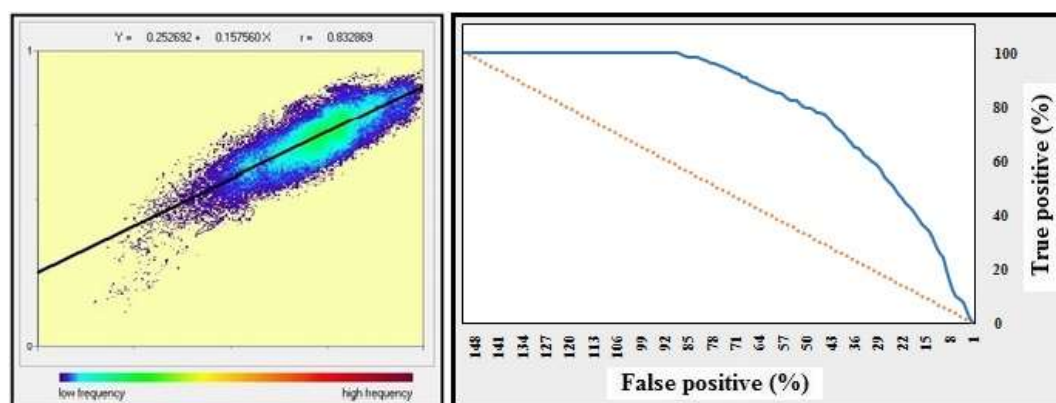 Y = 0.252692 + 0.157560 X r = 0.832869
1
0
low frequency high frequency
100
80
60
40
20
0
True positive (%)
148 141 134 127 120 113 106 99 92 85 78 71 64 57 50 43 36 29 22 15 8 1
False positive (%)